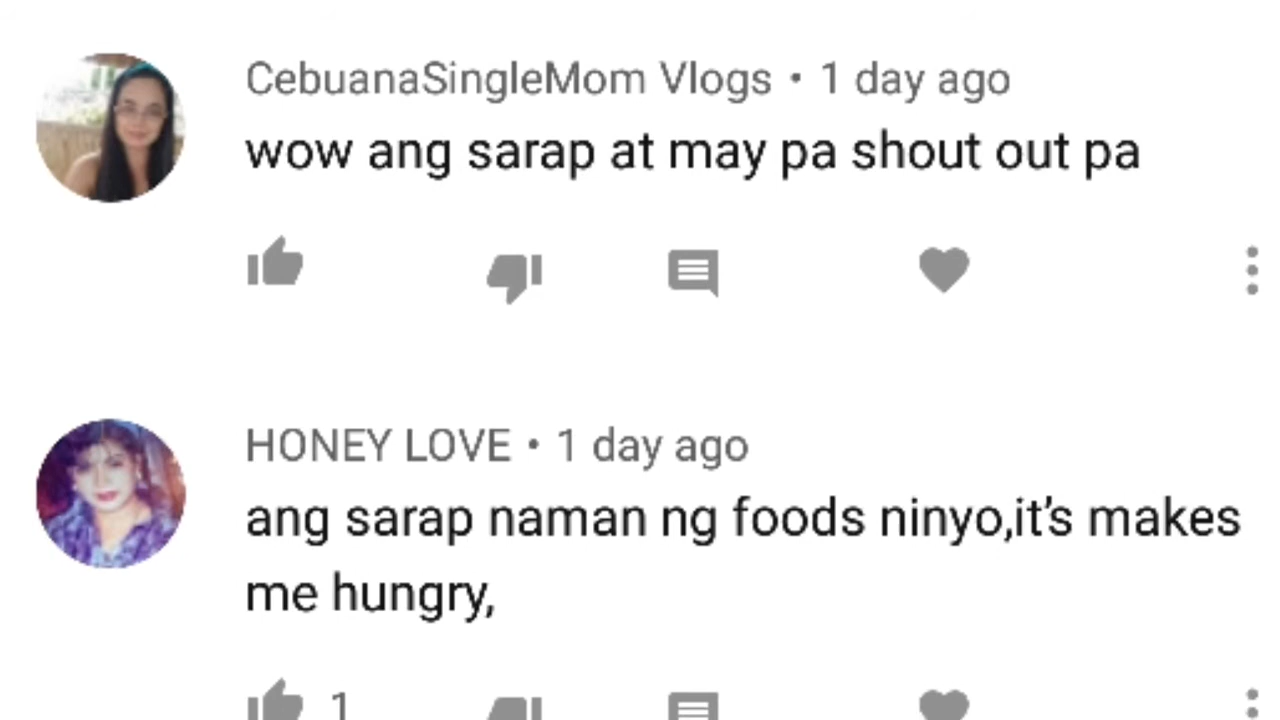 CebuanaSingleMom Vlogs • 1 day ago
wow ang sarap at may pa shout out pa
HONEY LOVE • 1 day ago
ang sarap naman ng foods ninyo,it's makes
me hungry,
1